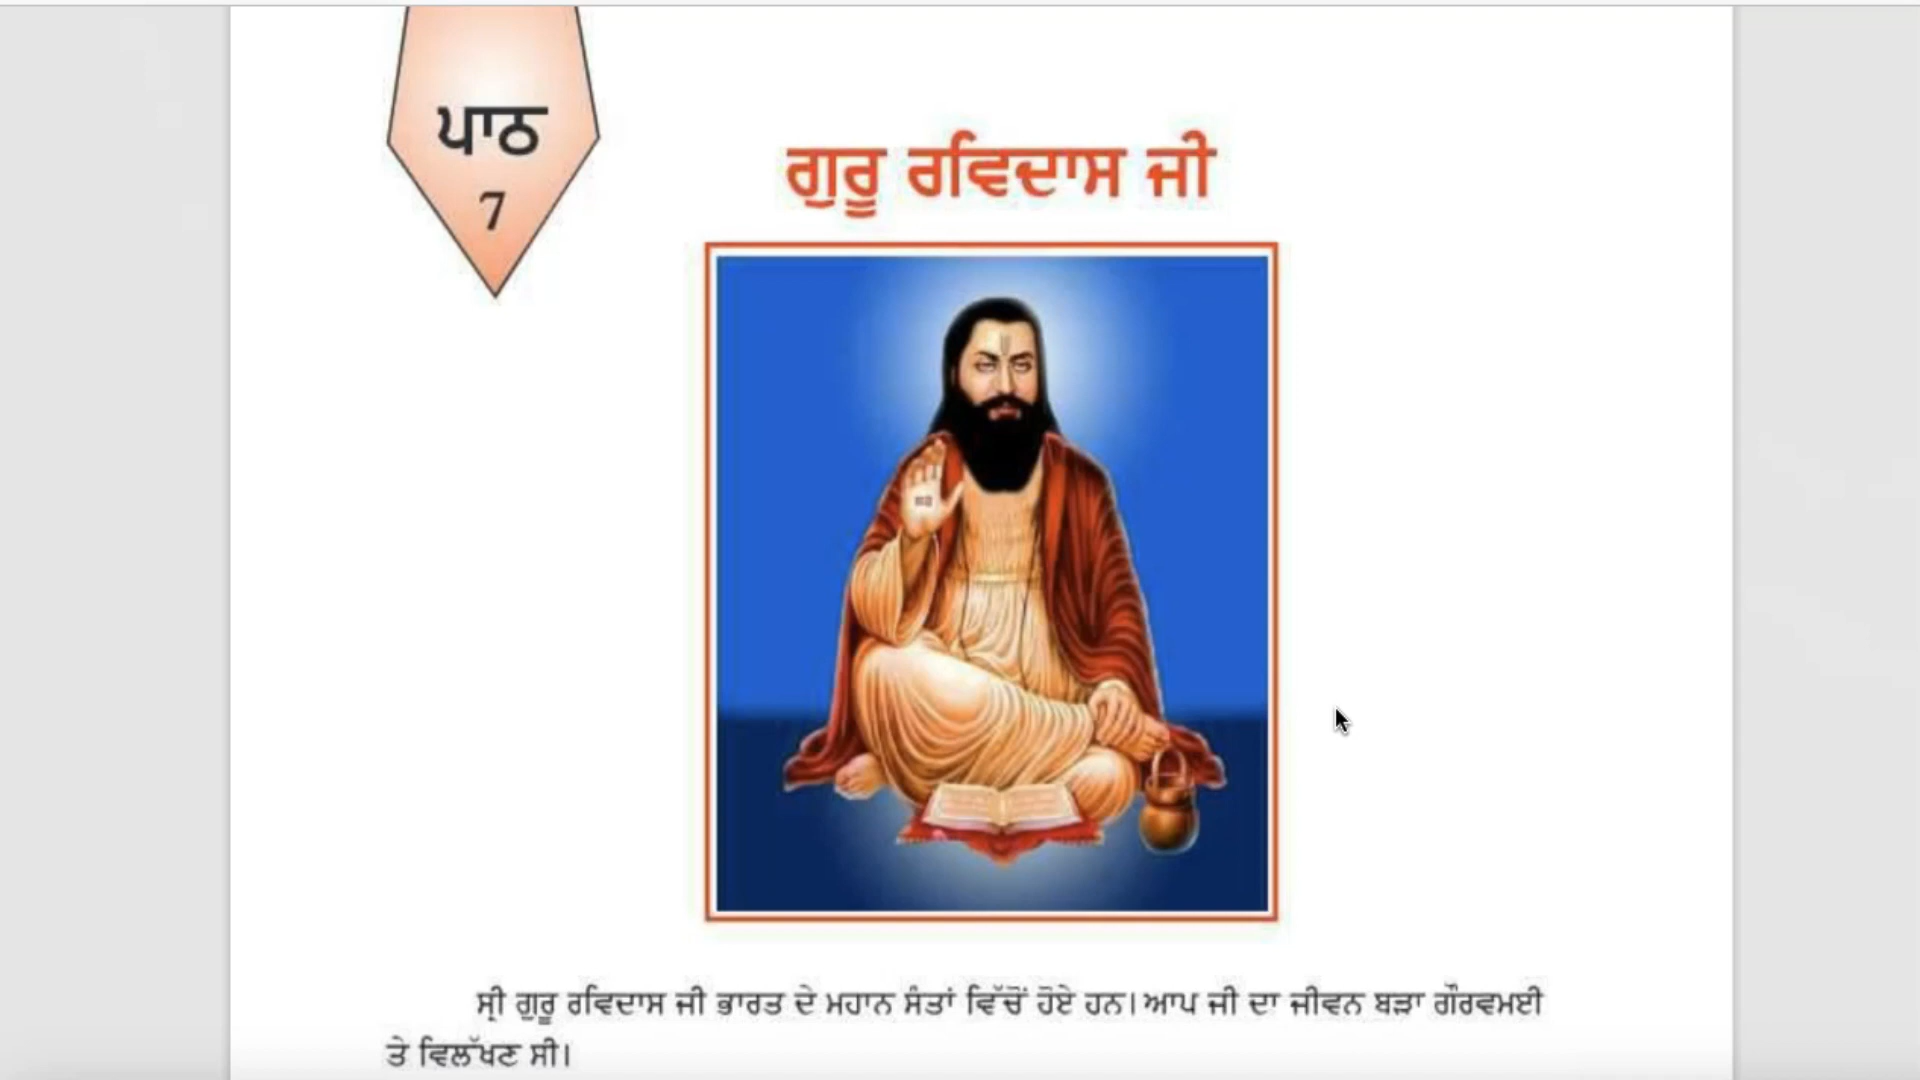 ਪਾਠ
7
ਗੁਰੂ ਰਵਿਦਾਸ ਜੀ
ਸ੍ਰੀ ਗੁਰੂ ਰਵਿਦਾਸ ਜੀ ਭਾਰਤ ਦੇ ਮਹਾਨ ਸੰਤਾਂ ਵਿੱਚੋਂ ਹੋਏ ਹਨ। ਆਪ ਜੀ ਦਾ ਜੀਵਨ ਬੜਾ ਗੌਰਵਮਈ
ਤੇ ਵਿਲੱਖਣ ਸੀ।